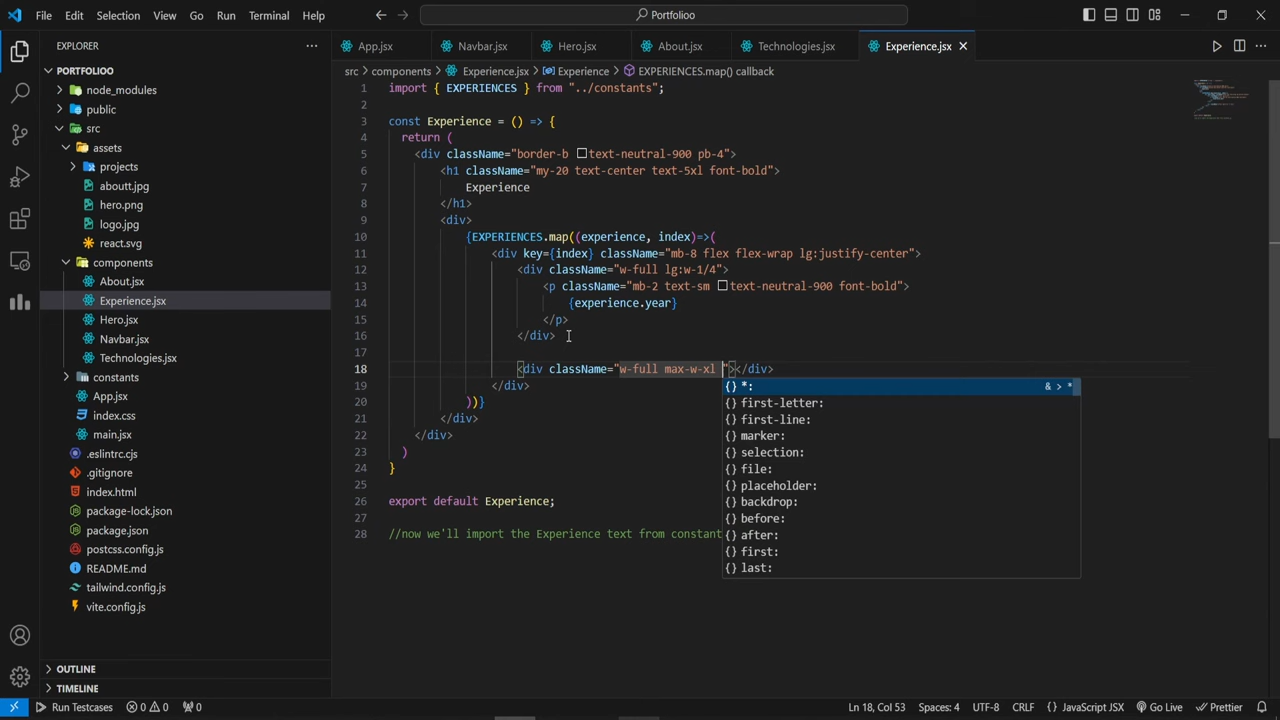 File Edit Selection View Go Run Terminal Help
Portfolioo
EXPLORER
PORTFOLIOO
node_modules
public
src
assets
projects
aboutt.jpg
hero.png
logo.jpg
react.svg
components
About.jsx
Experience.jsx
Hero.jsx
Navbar.jsx
Technologies.jsx
constants
App.jsx
index.css
main.jsx
.eslintrc.cjs
.gitignore
index.html
package-lock.json
package.json
postcss.config.js
README.md
tailwind.config.js
vite.config.js
OUTLINE
TIMELINE
App.jsx Navbar.jsx Hero.jsx About.jsx Technologies.jsx Experience.jsx
src components Experience.jsx Experience EXPERIENCES.map() callback
1 import { EXPERIENCES } from "../constants";
2
3 const Experience = () => {
4 return (
5 <div className="border-b text-neutral-900 pb-4">
6 <h1 className="my-20 text-center text-5xl font-bold">
7 Experience
8 </h1>
9 <div>
10 {EXPERIENCES.map((experience, index)=>(
11 <div key={index} className="mb-8 flex flex-wrap lg:justify-center">
12 <div className="w-full lg:w-1/4">
13 <p className="mb-2 text-sm text-neutral-900 font-bold">
14 {experience.year}
15 </p>
16 </div>
17
18 <div className="w-full max-w-xl "></div>
19 </div>
20 ))}
21 </div>
22 </div>
23 )
24 }
25
26 export default Experience;
27
28 //now we'll import the Experience text from constant
{} *: & > *
{} first-letter:
{} first-line:
{} marker:
{} selection:
{} file:
{} placeholder:
{} backdrop:
{} before:
{} after:
{} first:
{} last:
Run Testcases 0 0 0 Ln 18, Col 53 Spaces: 4 UTF-8 CRLF {} JavaScript JSX Go Live Prettier